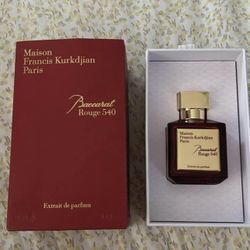 Maison
Francis Kurkdjian
Paris
Baccarat
Rouge 540
Extrait de parfum
Maison
Francis Kurkdjian
Paris
Baccarat
Rouge 540
Extrait de parfum